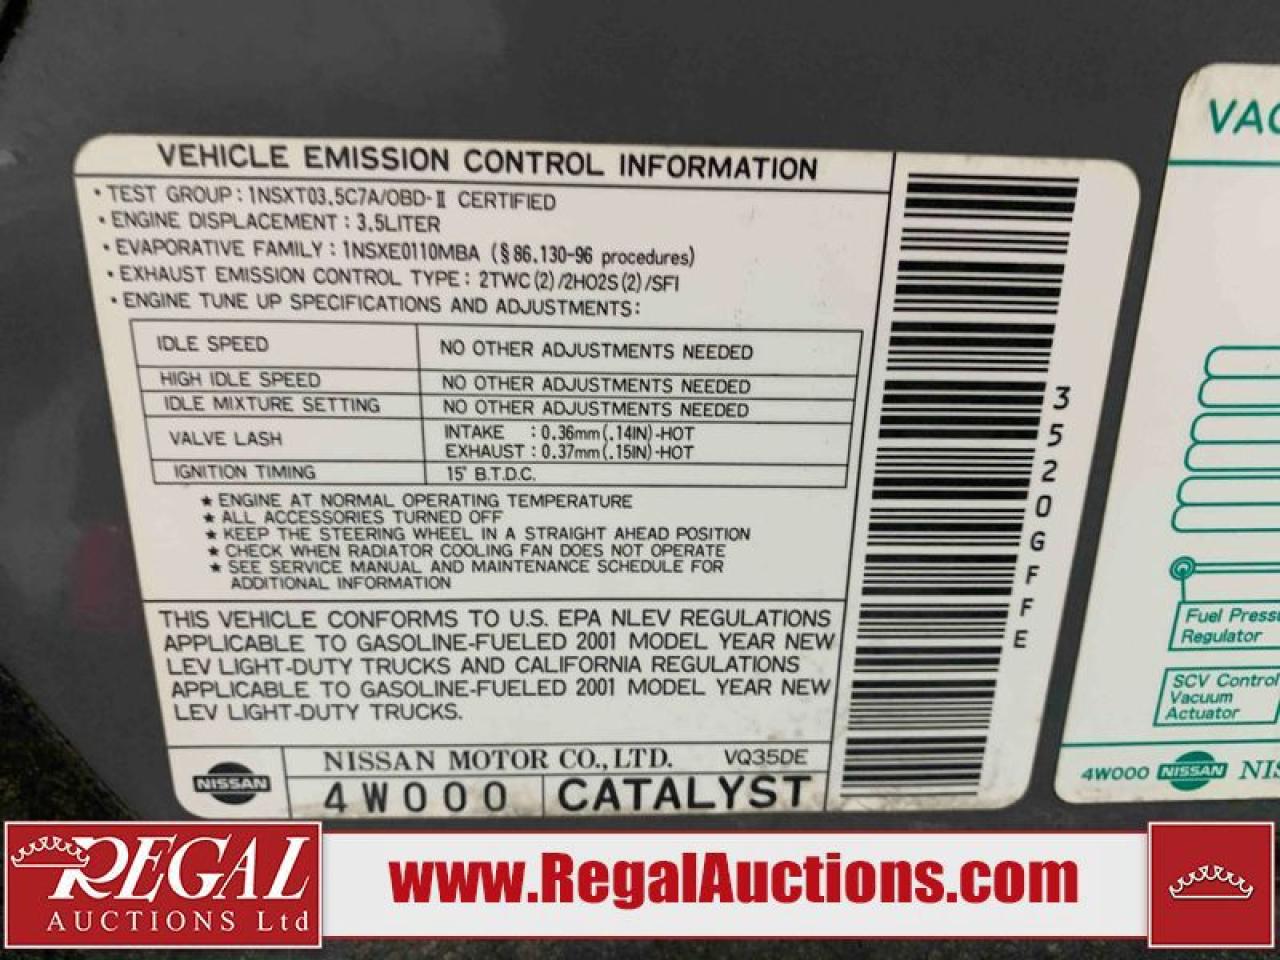 VEHICLE EMISSION CONTROL INFORMATION
• TEST GROUP: 1NSXT03.5C7A/OBD-Ⅱ CERTIFIED
• ENGINE DISPLACEMENT: 3.5LITER
• EVAPORATIVE FAMILY: 1NSXE0110MBA (§86.130-96 procedures)
• EXHAUST EMISSION CONTROL TYPE: 2TWC(2)/2HO2S(2)/SFI
• ENGINE TUNE UP SPECIFICATIONS AND ADJUSTMENTS:
IDLE SPEED NO OTHER ADJUSTMENTS NEEDED
HIGH IDLE SPEED NO OTHER ADJUSTMENTS NEEDED
IDLE MIXTURE SETTING NO OTHER ADJUSTMENTS NEEDED
VALVE LASH INTAKE : 0.36mm(.14IN)-HOT
EXHAUST : 0.37mm(.15IN)-HOT
IGNITION TIMING 15° B.T.D.C.
★ ENGINE AT NORMAL OPERATING TEMPERATURE
★ ALL ACCESSORIES TURNED OFF
★ KEEP THE STEERING WHEEL IN A STRAIGHT AHEAD POSITION
★ CHECK WHEN RADIATOR COOLING FAN DOES NOT OPERATE
★ SEE SERVICE MANUAL AND MAINTENANCE SCHEDULE FOR
ADDITIONAL INFORMATION
THIS VEHICLE CONFORMS TO U.S. EPA NLEV REGULATIONS
APPLICABLE TO GASOLINE-FUELED 2001 MODEL YEAR NEW
LEV LIGHT-DUTY TRUCKS AND CALIFORNIA REGULATIONS
APPLICABLE TO GASOLINE-FUELED 2001 MODEL YEAR NEW
LEV LIGHT-DUTY TRUCKS.
NISSAN
NISSAN MOTOR CO., LTD. VQ35DE
4W000 CATALYST
3520GFFE
VAC
Fuel Pressu
Regulator
SCV Control
Vacuum
Actuator
4W000 NISSAN NIS
REGAL
AUCTIONS Ltd
www.RegalAuctions.com